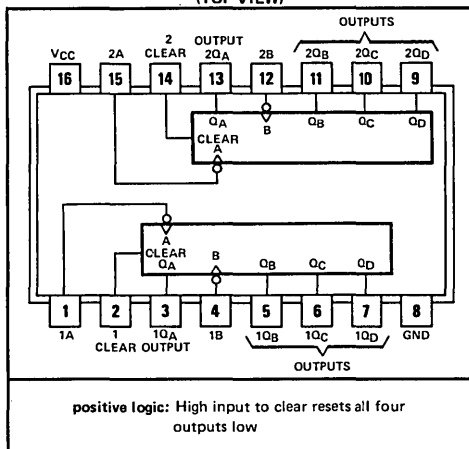 (TOP VIEW)
OUTPUTS
VCC 2A 2 CLEAR OUTPUT 2QA 2B 2QB 2QC 2QD
16 15 14 13 12 11 10 9
QA B QB QC QD
CLEAR
A
A
CLEAR
QA B QB QC QD
1 2 3 4 5 6 7 8
1A 1 1QA 1B 1QB 1QC 1QD GND
CLEAR OUTPUT
OUTPUTS
positive logic: High input to clear resets all four
outputs low